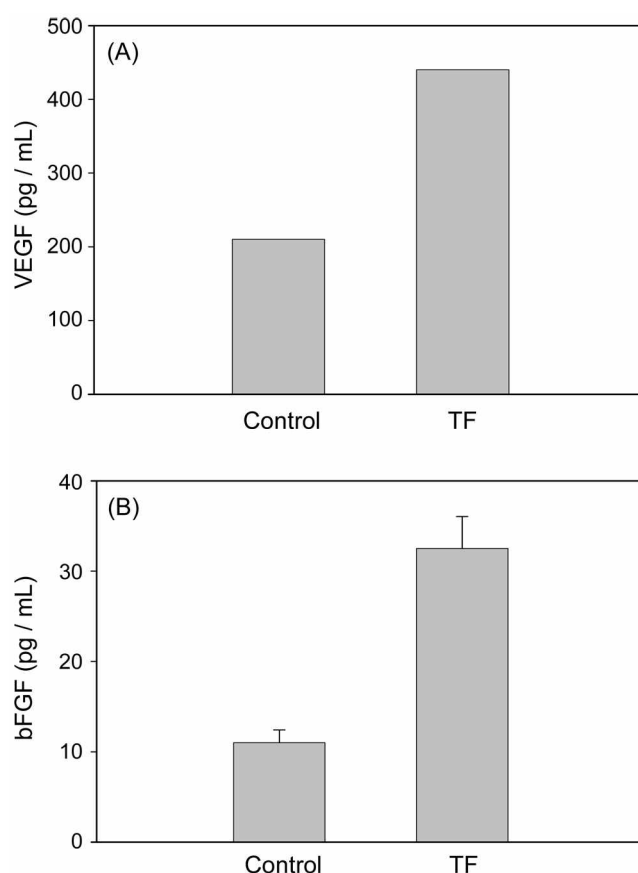 (A)
500
400
300
200
100
0
VEGF (pg / mL)
Control TF
(B)
40
30
20
10
0
bFGF (pg / mL)
Control TF